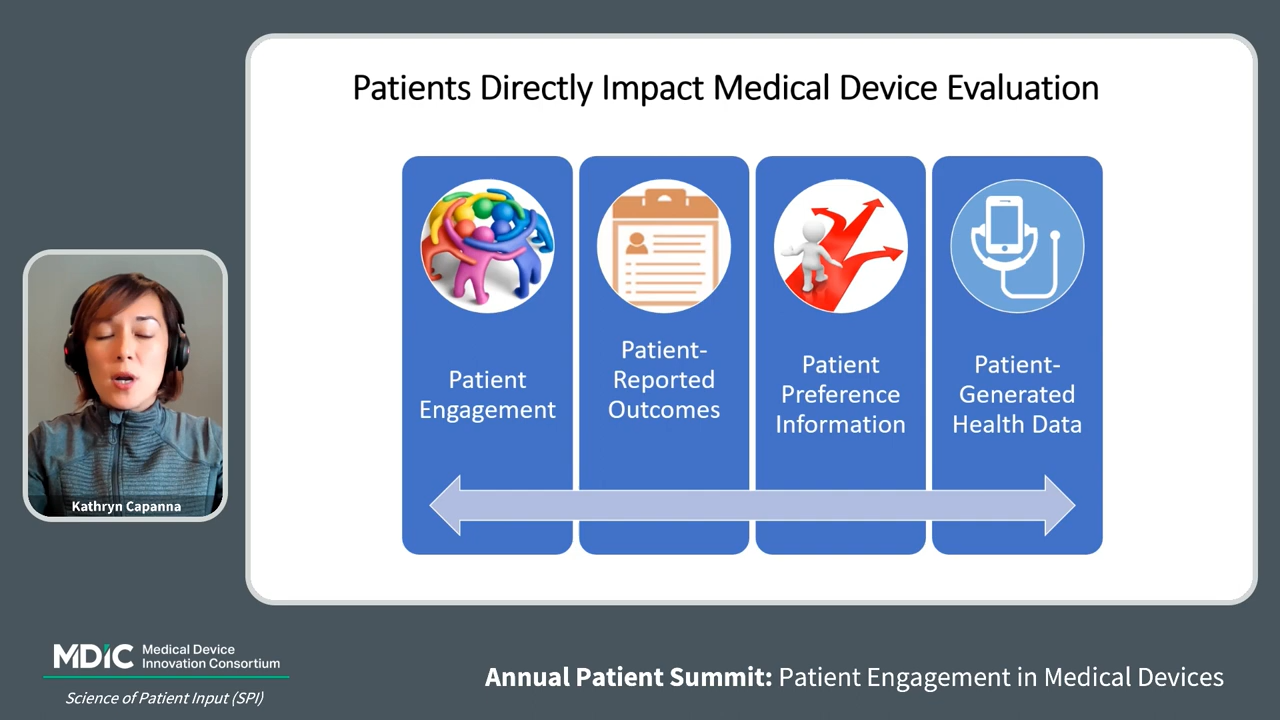 Patients Directly Impact Medical Device Evaluation
Patient
Engagement
Patient-
Reported
Outcomes
Patient
Preference
Information
Patient-
Generated
Health Data
Kathryn Capanna
MDIC
Medical Device
Innovation Consortium
Science of Patient Input (SPI)
Annual Patient Summit: Patient Engagement in Medical Devices